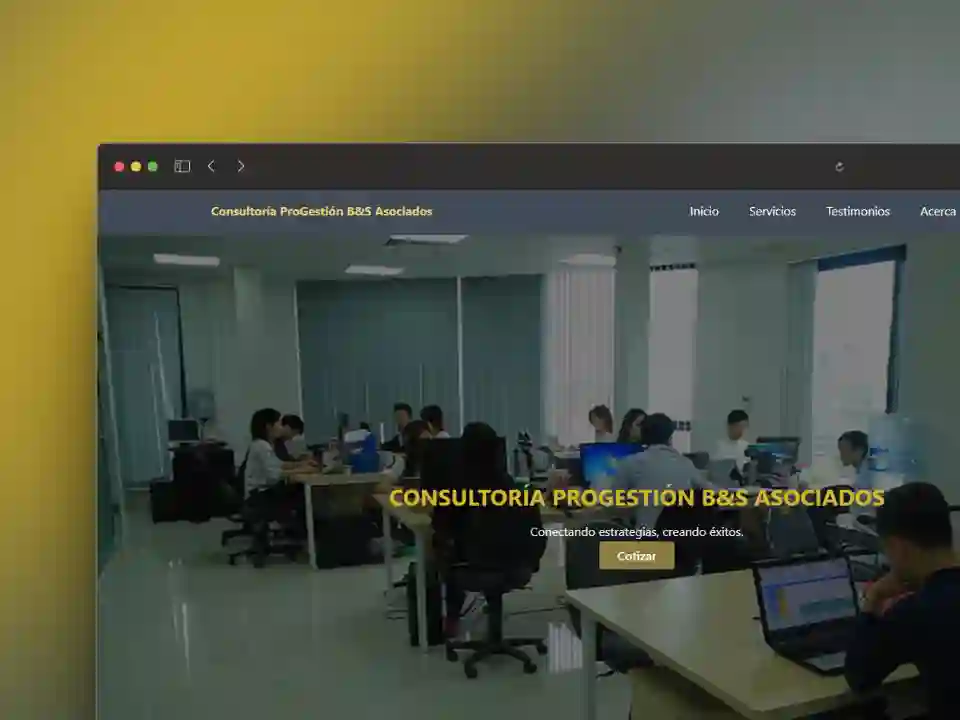 Consultoría ProGestión B&S Asociados
Inicio Servicios Testimonios Acerca
CONSULTORÍA PROGESTIÓN B&S ASOCIADOS
Conectando estrategias, creando éxitos.
Cotizar